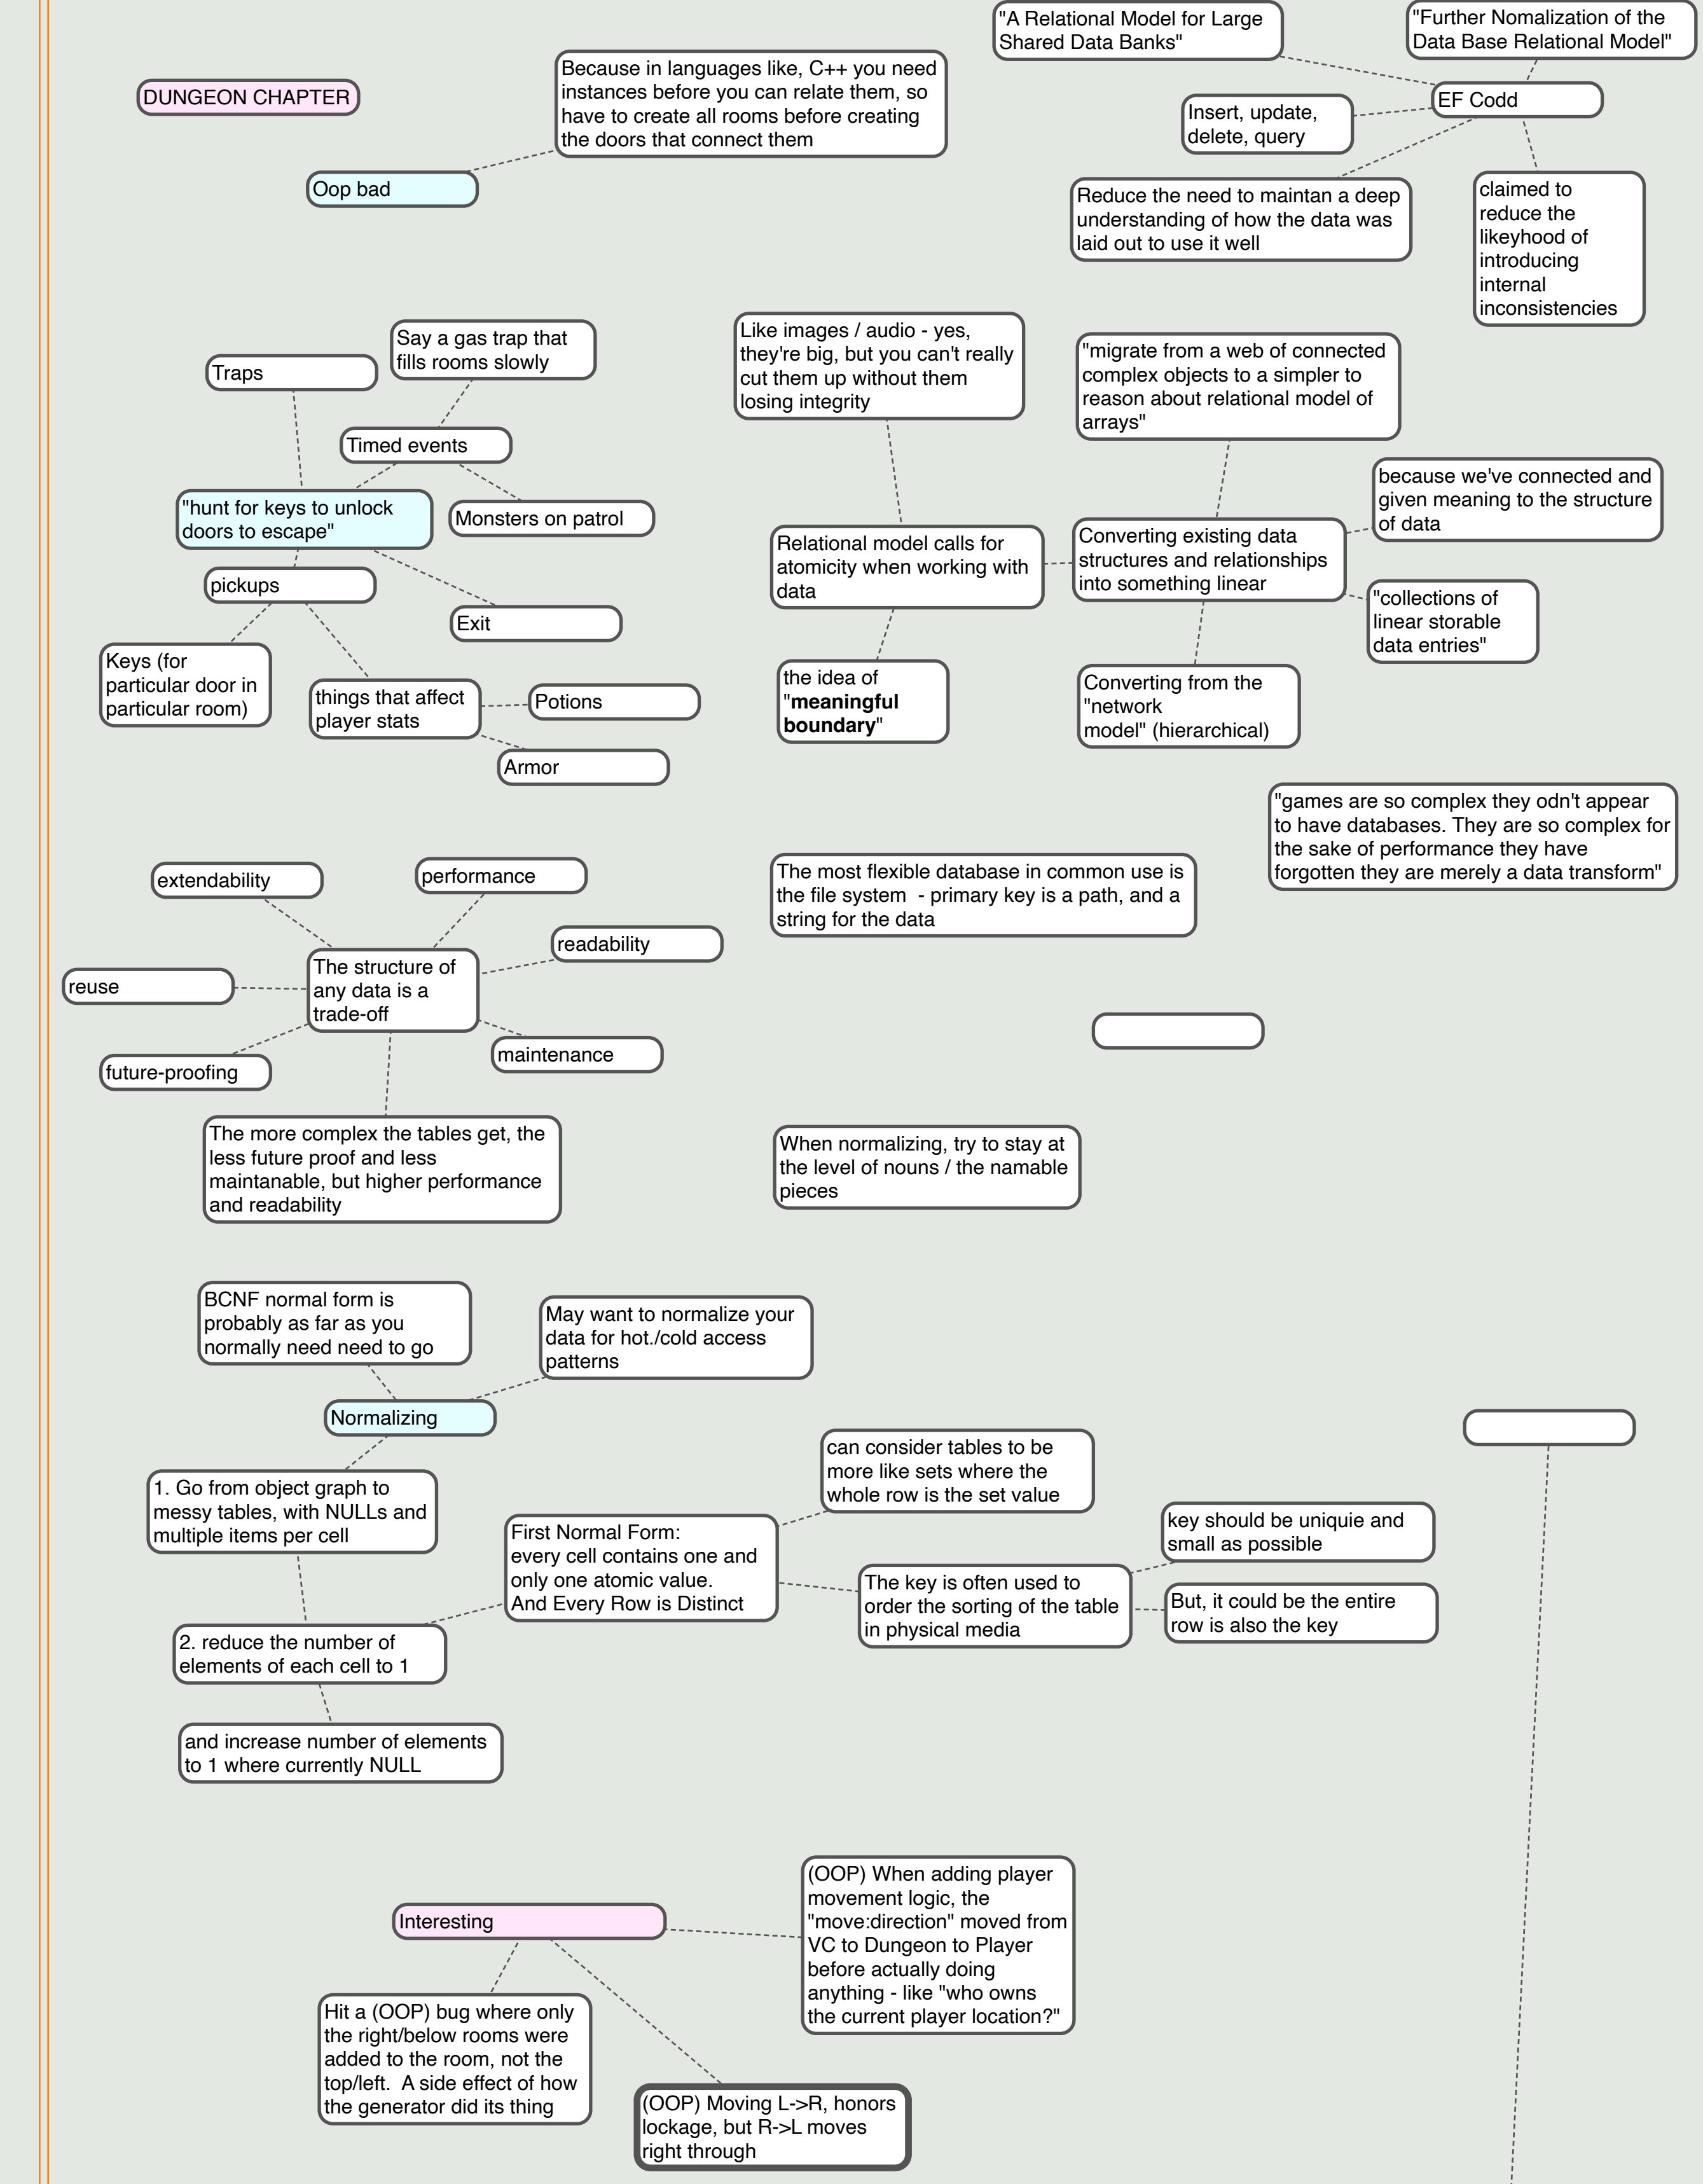 "A Relational Model for Large
Shared Data Banks"
"Further Nomalization of the
Data Base Relational Model"
DUNGEON CHAPTER
Because in languages like, C++ you need
instances before you can relate them, so
have to create all rooms before creating
the doors that connect them
EF Codd
Insert, update,
delete, query
Oop bad
Reduce the need to maintan a deep
understanding of how the data was
laid out to use it well
claimed to
reduce the
likeyhood of
introducing
internal
inconsistencies
Traps
Say a gas trap that
fills rooms slowly
Timed events
"hunt for keys to unlock
doors to escape"
Monsters on patrol
pickups
Exit
Keys (for
particular door in
particular room)
things that affect
player stats
Potions
Armor
Like images / audio - yes,
they're big, but you can't really
cut them up without them
losing integrity
"migrate from a web of connected
complex objects to a simpler to
reason about relational model of
arrays"
because we've connected and
given meaning to the structure
of data
Relational model calls for
atomicity when working with
data
Converting existing data
structures and relationships
into something linear
"collections of
linear storable
data entries"
the idea of
"meaningful
boundary"
Converting from the
"network
model" (hierarchical)
"games are so complex they odn't appear
to have databases. They are so complex for
the sake of performance they have
forgotten they are merely a data transform"
The most flexible database in common use is
the file system  - primary key is a path, and a
string for the data
extendability
performance
readability
The structure of
any data is a
trade-off
reuse
maintenance
future-proofing
The more complex the tables get, the
less future proof and less
maintanable, but higher performance
and readability
When normalizing, try to stay at
the level of nouns / the namable
pieces
BCNF normal form is
probably as far as you
normally need need to go
May want to normalize your
data for hot./cold access
patterns
Normalizing
1. Go from object graph to
messy tables, with NULLs and
multiple items per cell
can consider tables to be
more like sets where the
whole row is the set value
First Normal Form:
every cell contains one and
only one atomic value.
And Every Row is Distinct
key should be uniquie and
small as possible
The key is often used to
order the sorting of the table
in physical media
But, it could be the entire
row is also the key
2. reduce the number of
elements of each cell to 1
and increase number of elements
to 1 where currently NULL
Interesting
(OOP) When adding player
movement logic, the
"move:direction" moved from
VC to Dungeon to Player
before actually doing
anything - like "who owns
the current player location?"
Hit a (OOP) bug where only
the right/below rooms were
added to the room, not the
top/left.  A side effect of how
the generator did its thing
(OOP) Moving L->R, honors
lockage, but R->L moves
right through